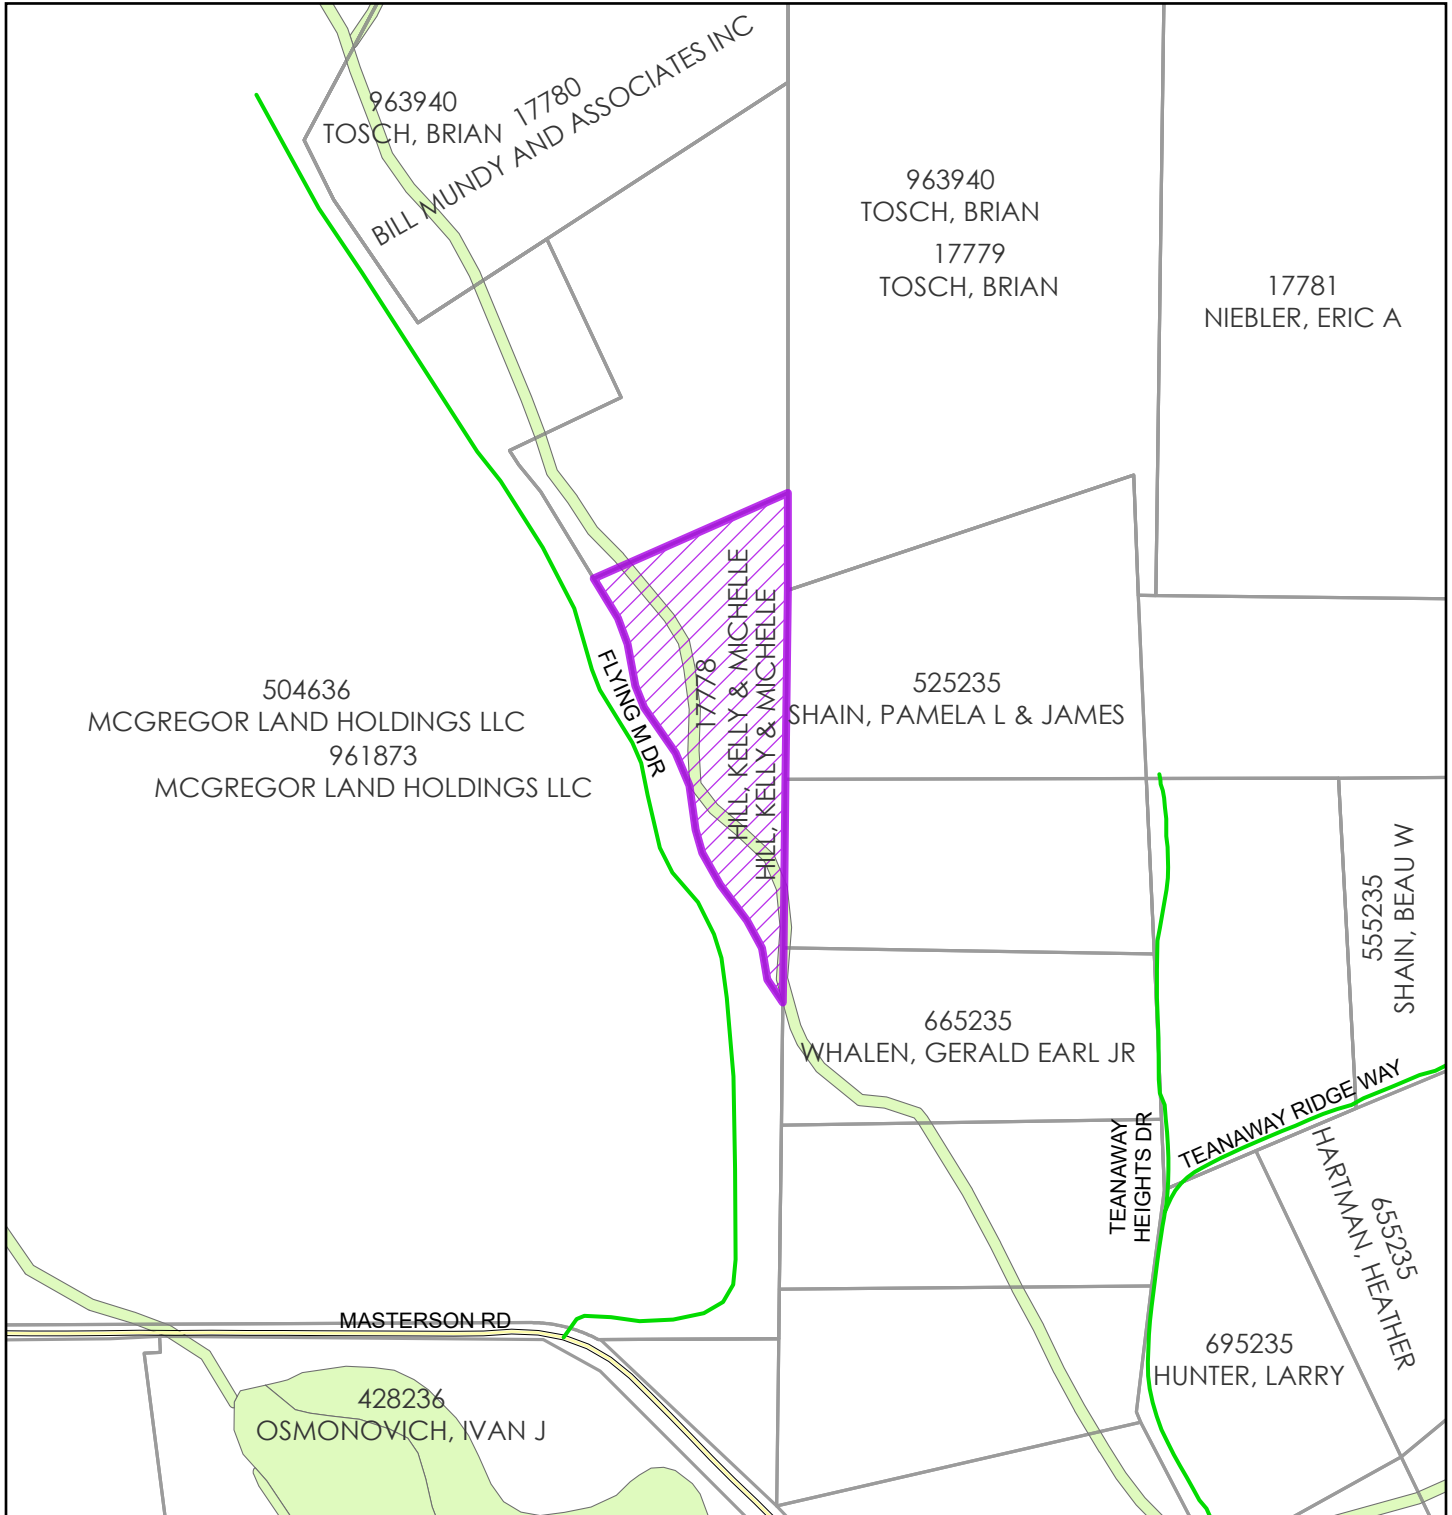 963940
TOSCH, BRIAN
17780
BILL MUNDY AND ASSOCIATES INC
963940
TOSCH, BRIAN
17779
TOSCH, BRIAN
17781
NIEBLER, ERIC A
17778
HILL, KELLY & MICHELLE
HILL, KELLY & MICHELLE
FLYING M DR
504636
MCGREGOR LAND HOLDINGS LLC
961873
MCGREGOR LAND HOLDINGS LLC
525235
SHAIN, PAMELA L & JAMES
555235
SHAIN, BEAU W
665235
WHALEN, GERALD EARL JR
TEANAWAY
HEIGHTS DR
TEANAWAY RIDGE WAY
655235
HARTMAN, HEATHER
MASTERSON RD
695235
HUNTER, LARRY
428236
OSMONOVICH, IVAN J